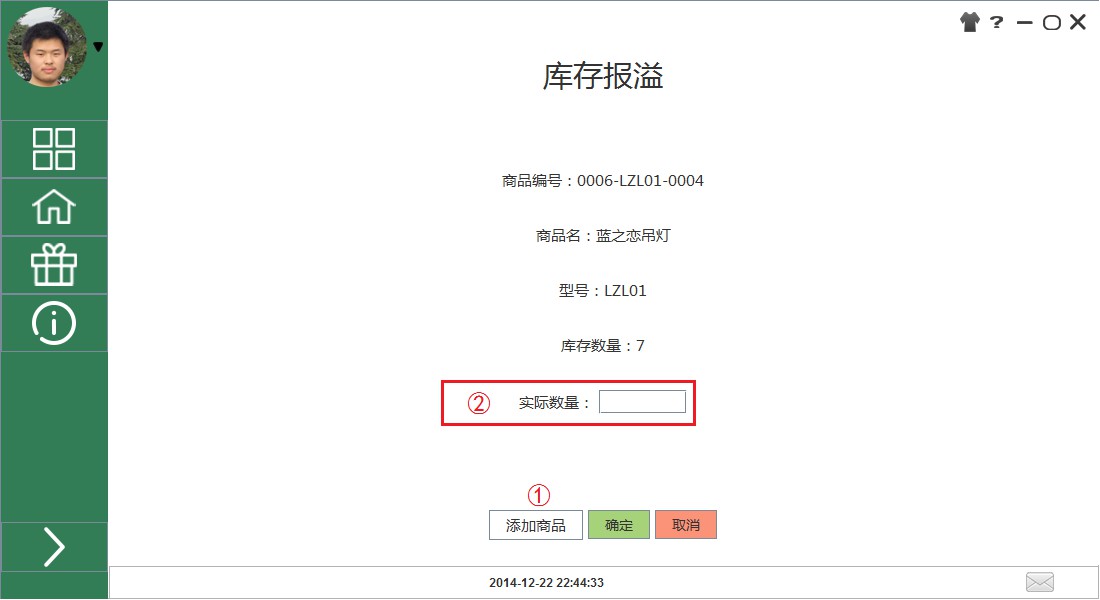 ?
库存报溢
商品编号：0006-LZL01-0004
商品名：蓝之恋吊灯
型号：LZL01
库存数量：7
② 实际数量：
①
添加商品 确定 取消
2014-12-22 22:44:33